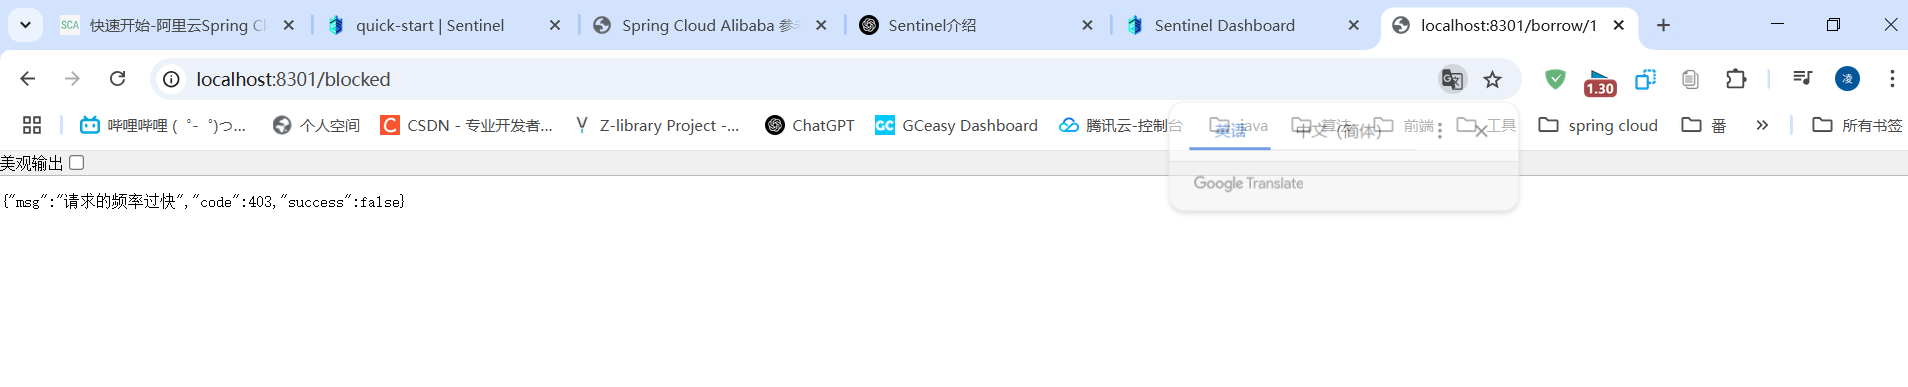 SCA 快速开始-阿里云Spring Cl quick-start | Sentinel Spring Cloud Alibaba 参考 Sentinel介绍 Sentinel Dashboard localhost:8301/borrow/1
localhost:8301/blocked 1.30 凌
哔哩哔哩 ( ゜- ゜)つ... 个人空间 CSDN - 专业开发者... Z-library Project -... ChatGPT GCeasy Dashboard 腾讯云-控制台 java 算法 前端 工具 spring cloud 番 所有书签
英语 中文（简体）
美观输出
Google Translate
{"msg":"请求的频率过快","code":403,"success":false}